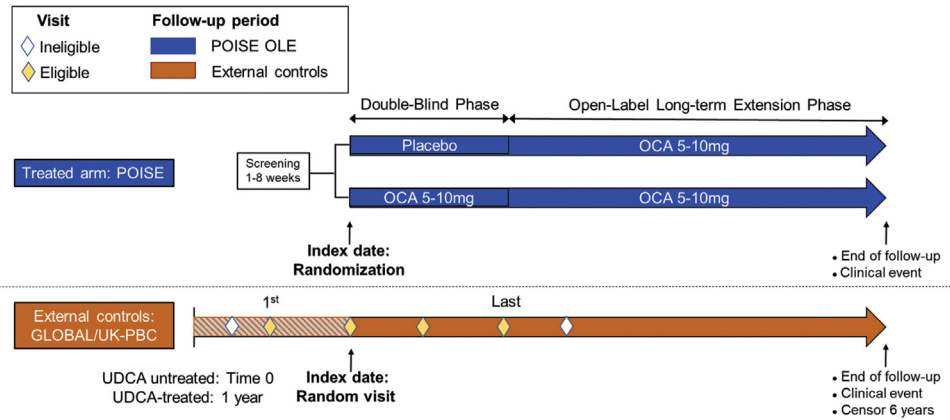 Visit
Follow-up period
Ineligible
POISE OLE
Eligible
External controls
Double-Blind Phase
Open-Label Long-term Extension Phase
Placebo
OCA 5-10mg
Treated arm: POISE
Screening
1-8 weeks
OCA 5-10mg
OCA 5-10mg
Index date:
Randomization
• End of follow-up
• Clinical event
External controls:
GLOBAL/UK-PBC
1st
Last
UDCA untreated: Time 0
UDCA-treated: 1 year
Index date:
Random visit
• End of follow-up
• Clinical event
• Censor 6 years